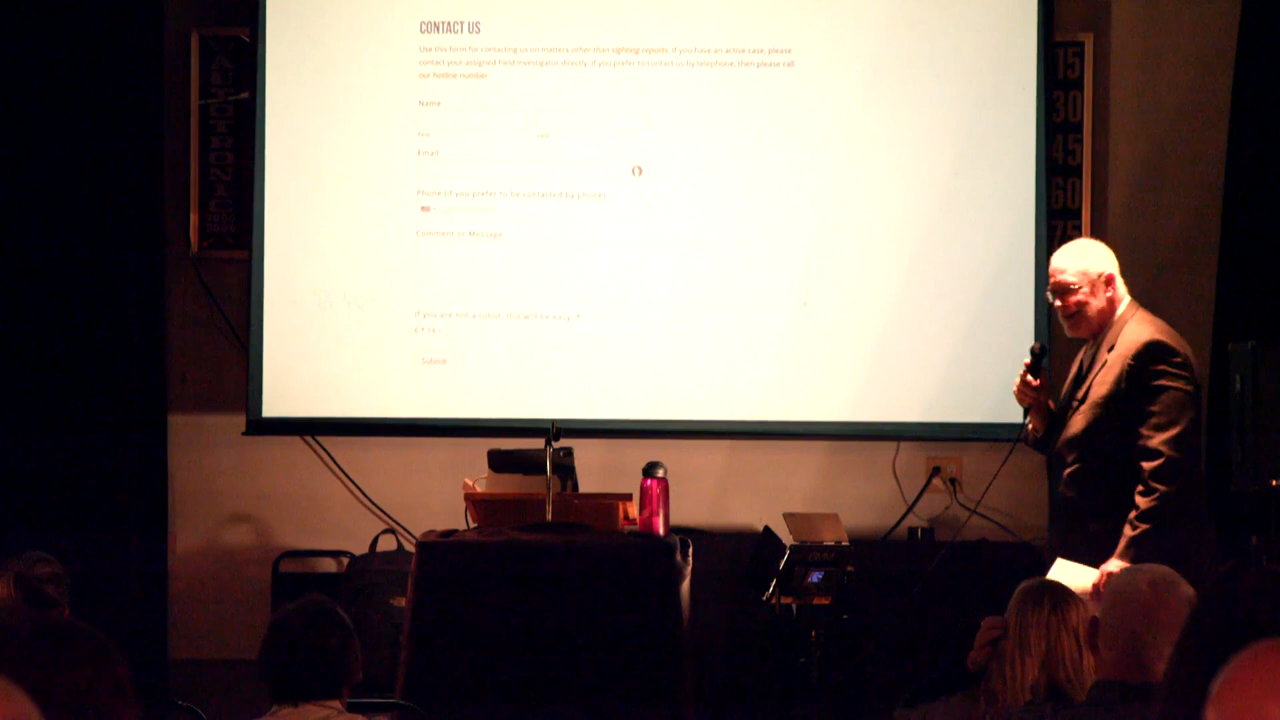 CONTACT US
Use this form for contacting us on matters other than sighting reports. If you have an active case, please
contact your assigned Field Investigator directly. If you prefer to contact us by telephone, then please call
our hotline number.
Name
First
Last
Email
Phone (if you prefer to be contacted by phone)
Comment or Message
If you are not a robot, this will be easy. *
Submit
15
30
45
60
75